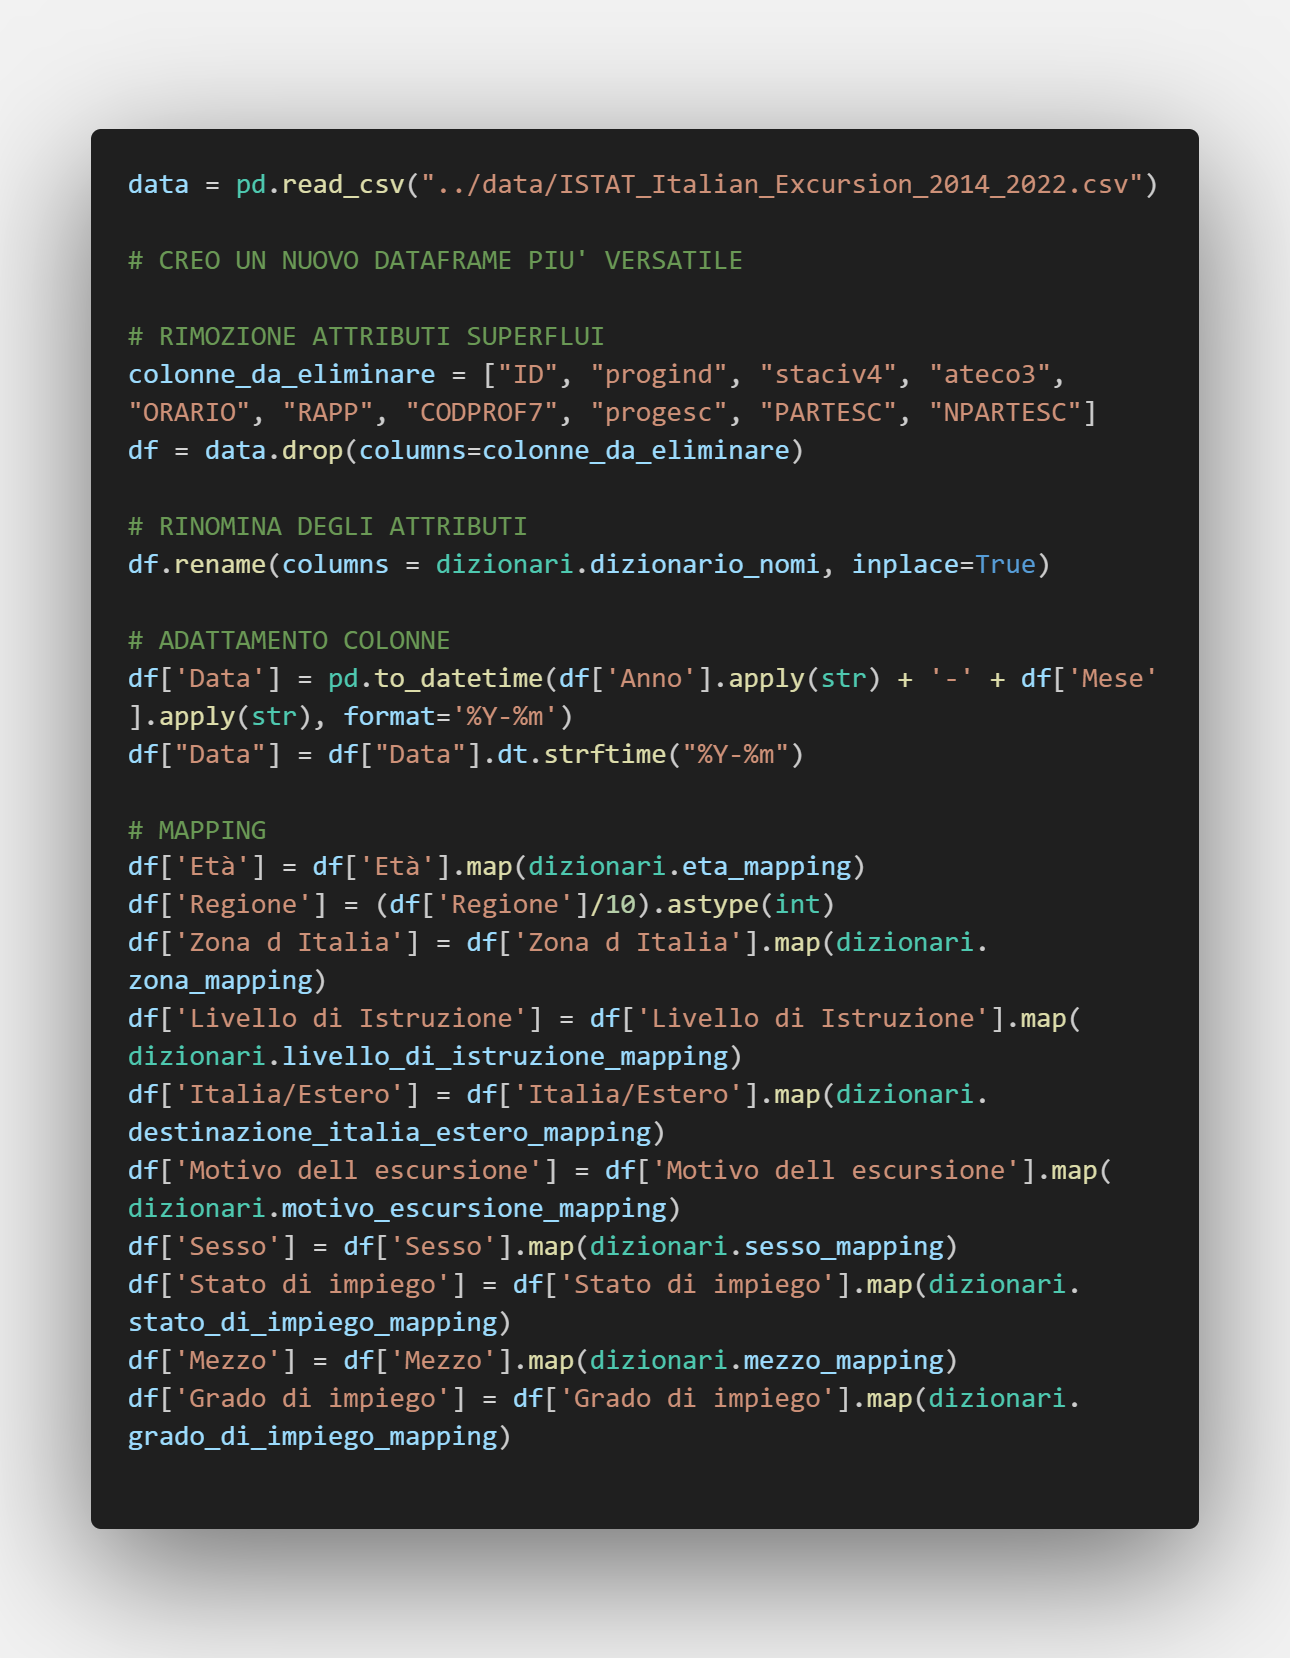 data = pd.read_csv("../data/ISTAT_Italian_Excursion_2014_2022.csv")
# CREO UN NUOVO DATAFRAME PIU' VERSATILE
# RIMOZIONE ATTRIBUTI SUPERFLUI
colonne_da_eliminare = ["ID", "progind", "staciv4", "ateco3",
"ORARIO", "RAPP", "CODPROF7", "progesc", "PARTESC", "NPARTESC"]
df = data.drop(columns=colonne_da_eliminare)
# RINOMINA DEGLI ATTRIBUTI
df.rename(columns = dizionari.dizionario_nomi, inplace=True)
# ADATTAMENTO COLONNE
df['Data'] = pd.to_datetime(df['Anno'].apply(str) + '-' + df['Mese'
].apply(str), format='%Y-%m')
df["Data"] = df["Data"].dt.strftime("%Y-%m")
# MAPPING
df['Età'] = df['Età'].map(dizionari.eta_mapping)
df['Regione'] = (df['Regione']/10).astype(int)
df['Zona d Italia'] = df['Zona d Italia'].map(dizionari.
zona_mapping)
df['Livello di Istruzione'] = df['Livello di Istruzione'].map(
dizionari.livello_di_istruzione_mapping)
df['Italia/Estero'] = df['Italia/Estero'].map(dizionari.
destinazione_italia_estero_mapping)
df['Motivo dell escursione'] = df['Motivo dell escursione'].map(
dizionari.motivo_escursione_mapping)
df['Sesso'] = df['Sesso'].map(dizionari.sesso_mapping)
df['Stato di impiego'] = df['Stato di impiego'].map(dizionari.
stato_di_impiego_mapping)
df['Mezzo'] = df['Mezzo'].map(dizionari.mezzo_mapping)
df['Grado di impiego'] = df['Grado di impiego'].map(dizionari.
grado_di_impiego_mapping)